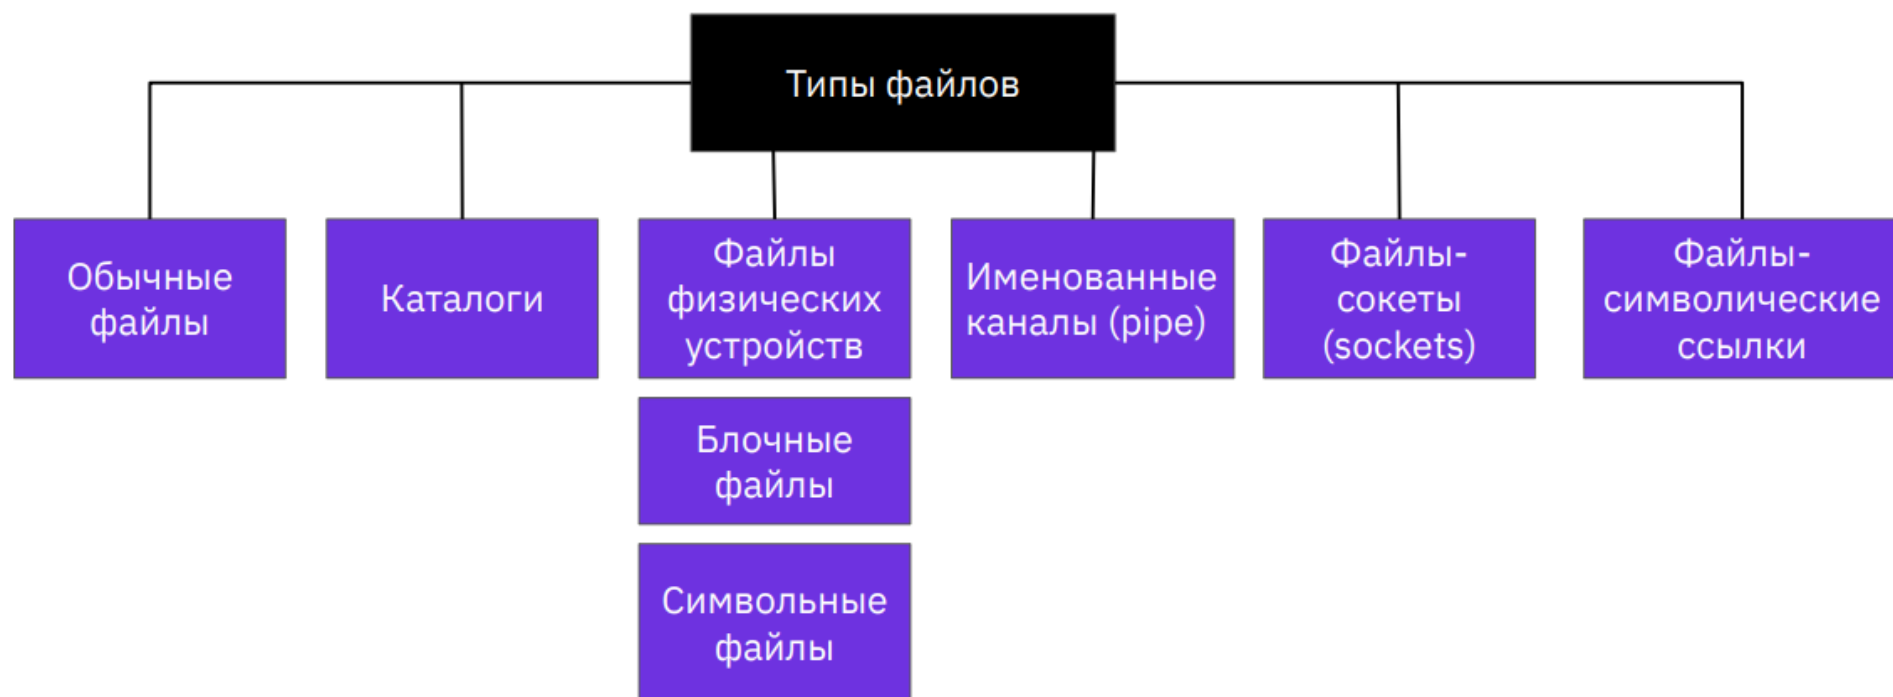 Типы файлов
Обычные
файлы
Каталоги
Файлы
физических
устройств
Именованные
каналы (pipe)
Файлы-
сокеты
(sockets)
Файлы-
символические
ссылки
Блочные
файлы
Символьные
файлы